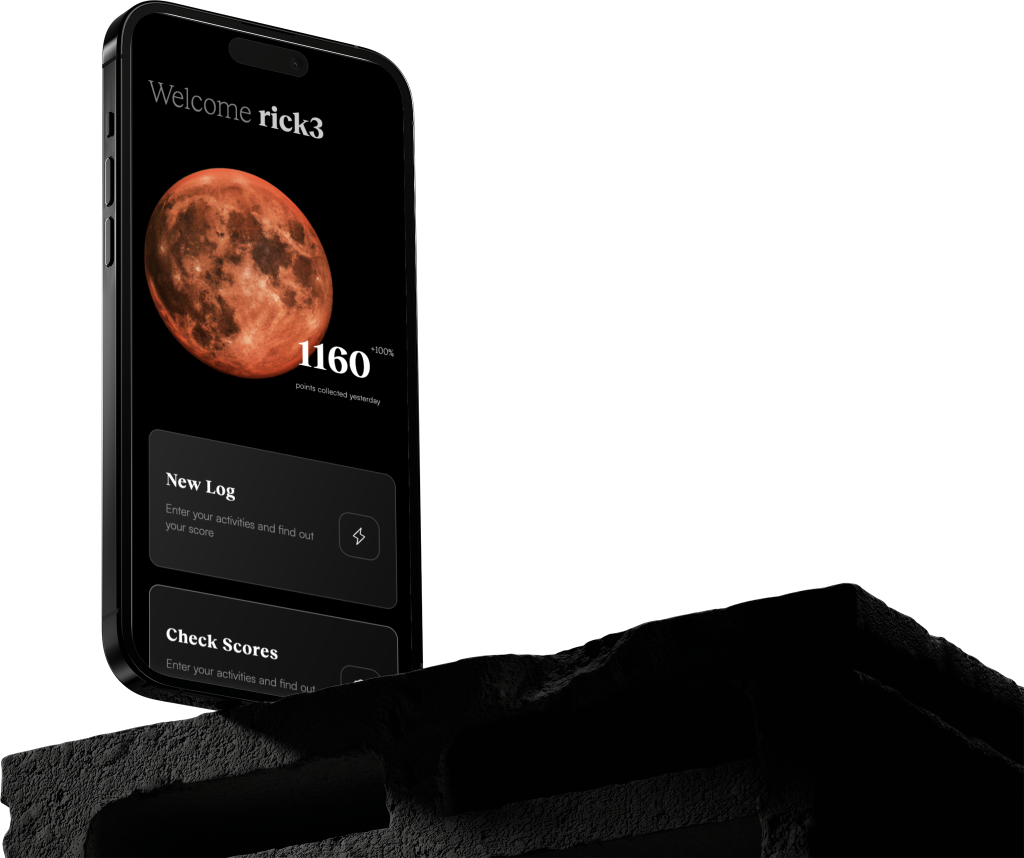 Welcome rick3
1160 +100%
points collected yesterday
New Log
Enter your activities and find out
your score
Check Scores
Enter your activities and find out